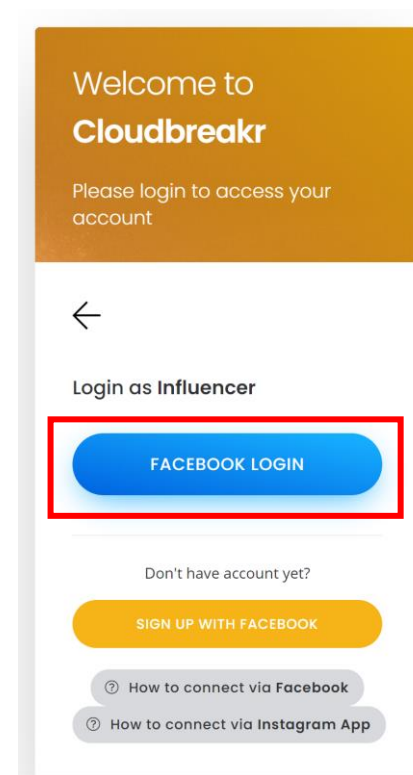 Welcome to
Cloudbreakr
Please login to access your
account
Login as Influencer
FACEBOOK LOGIN
Don't have account yet?
SIGN UP WITH FACEBOOK
How to connect via Facebook
How to connect via Instagram App